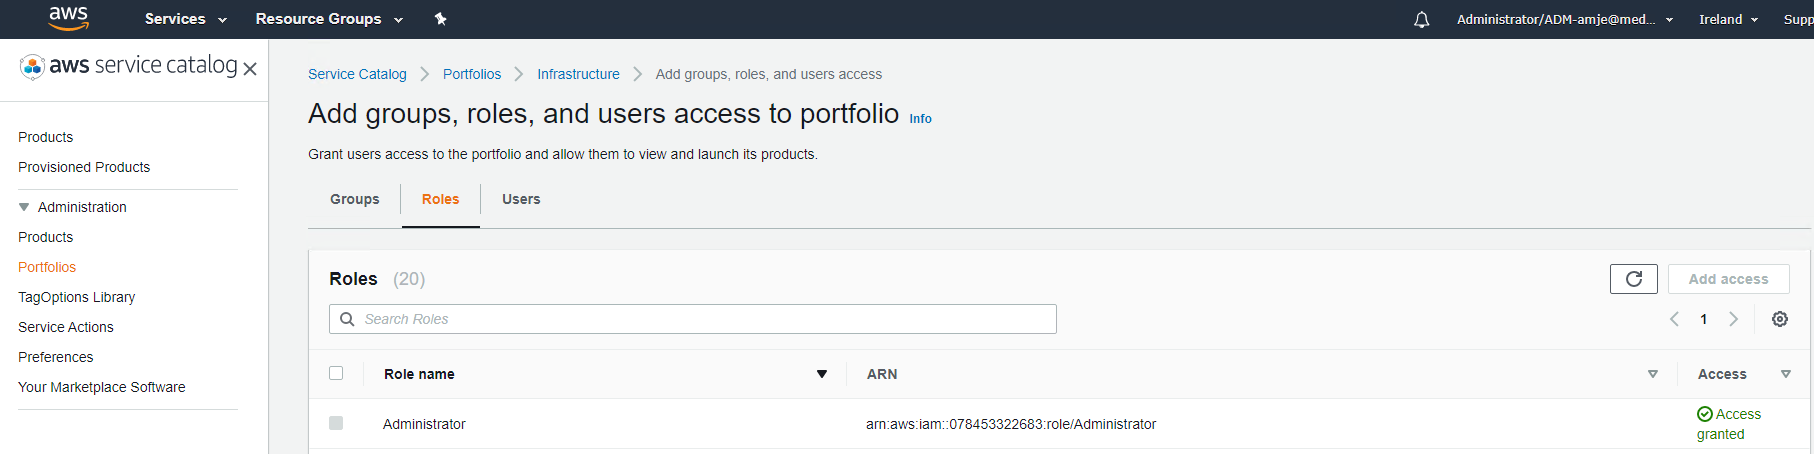 aws Services Resource Groups Administrator/ADM-amje@med... Ireland Supp
aws service catalog
Service Catalog Portfolios Infrastructure Add groups, roles, and users access
Add groups, roles, and users access to portfolio Info
Grant users access to the portfolio and allow them to view and launch its products.
Products
Provisioned Products
Administration
Products
Portfolios
TagOptions Library
Service Actions
Preferences
Your Marketplace Software
Groups Roles Users
Roles (20) Add access
Search Roles 1
Role name ARN Access
Administrator arn:aws:iam::078453322683:role/Administrator Access
granted